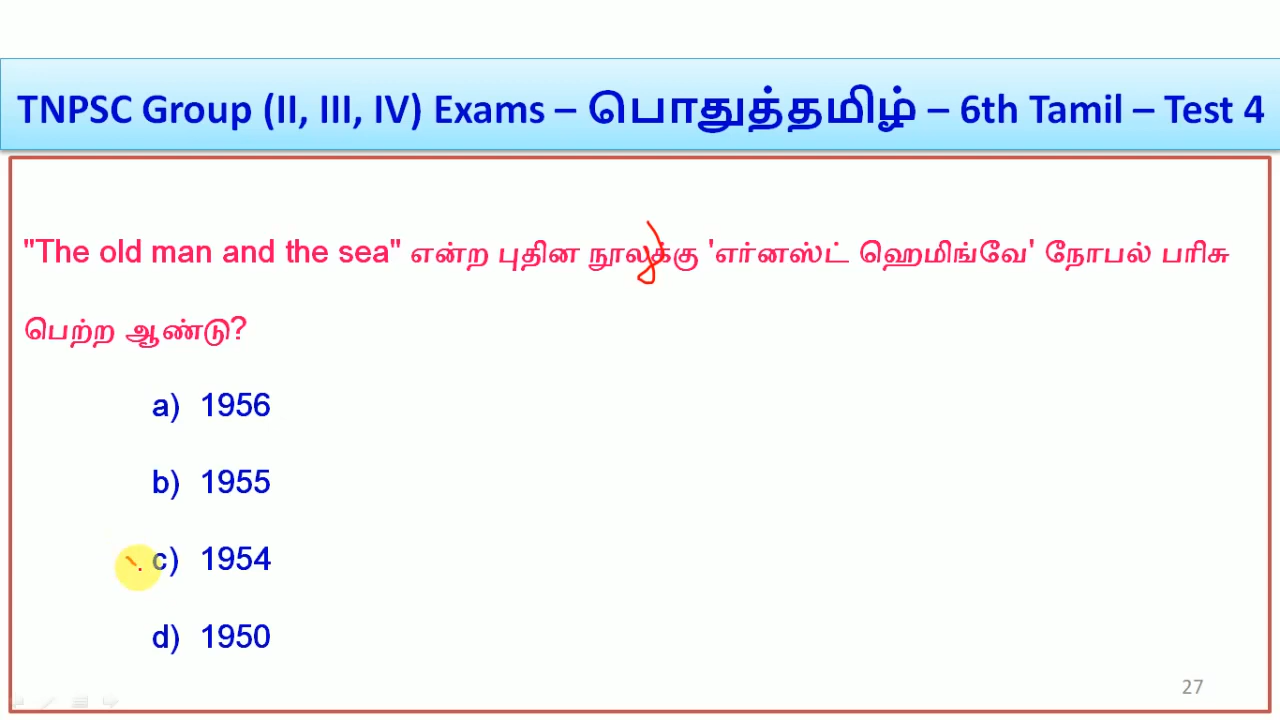 TNPSC Group (II, III, IV) Exams – பொதுத்தமிழ் – 6th Tamil – Test 4
"The old man and the sea" என்ற புதின நூலக்கு 'எர்னஸ்ட் ஹெமிங்வே' நோபல் பரிசு
பெற்ற ஆண்டு?
a) 1956
b) 1955
c) 1954
d) 1950
27